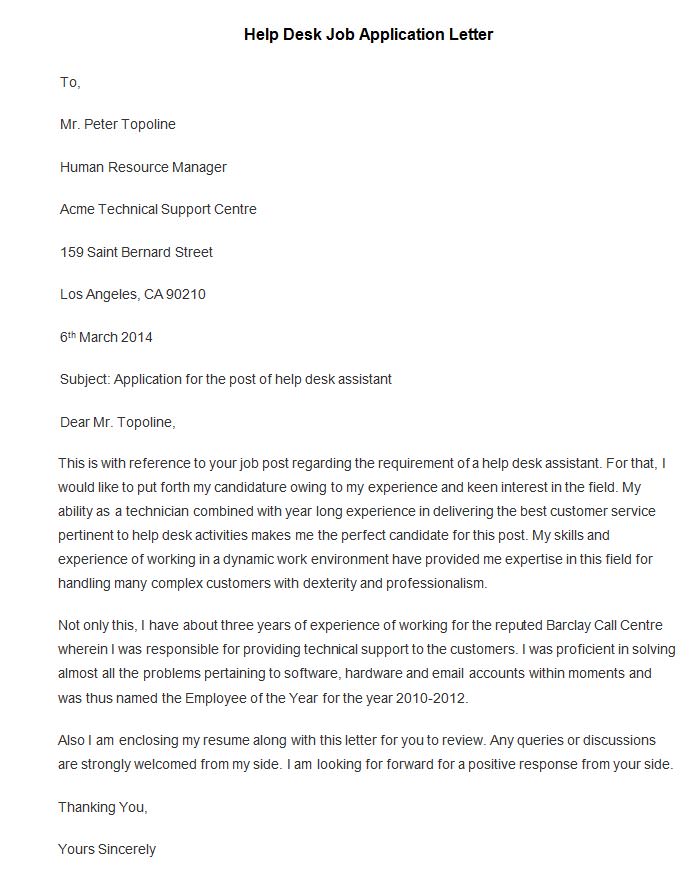 Help Desk Job Application Letter
To,
Mr. Peter Topoline
Human Resource Manager
Acme Technical Support Centre
159 Saint Bernard Street
Los Angeles, CA 90210
6th March 2014
Subject: Application for the post of help desk assistant
Dear Mr. Topoline,
This is with reference to your job post regarding the requirement of a help desk assistant. For that, I
would like to put forth my candidature owing to my experience and keen interest in the field. My
ability as a technician combined with year long experience in delivering the best customer service
pertinent to help desk activities makes me the perfect candidate for this post. My skills and
experience of working in a dynamic work environment have provided me expertise in this field for
handling many complex customers with dexterity and professionalism.
Not only this, I have about three years of experience of working for the reputed Barclay Call Centre
wherein I was responsible for providing technical support to the customers. I was proficient in solving
almost all the problems pertaining to software, hardware and email accounts within moments and
was thus named the Employee of the Year for the year 2010-2012.
Also I am enclosing my resume along with this letter for you to review. Any queries or discussions
are strongly welcomed from my side. I am looking for forward for a positive response from your side.
Thanking You,
Yours Sincerely